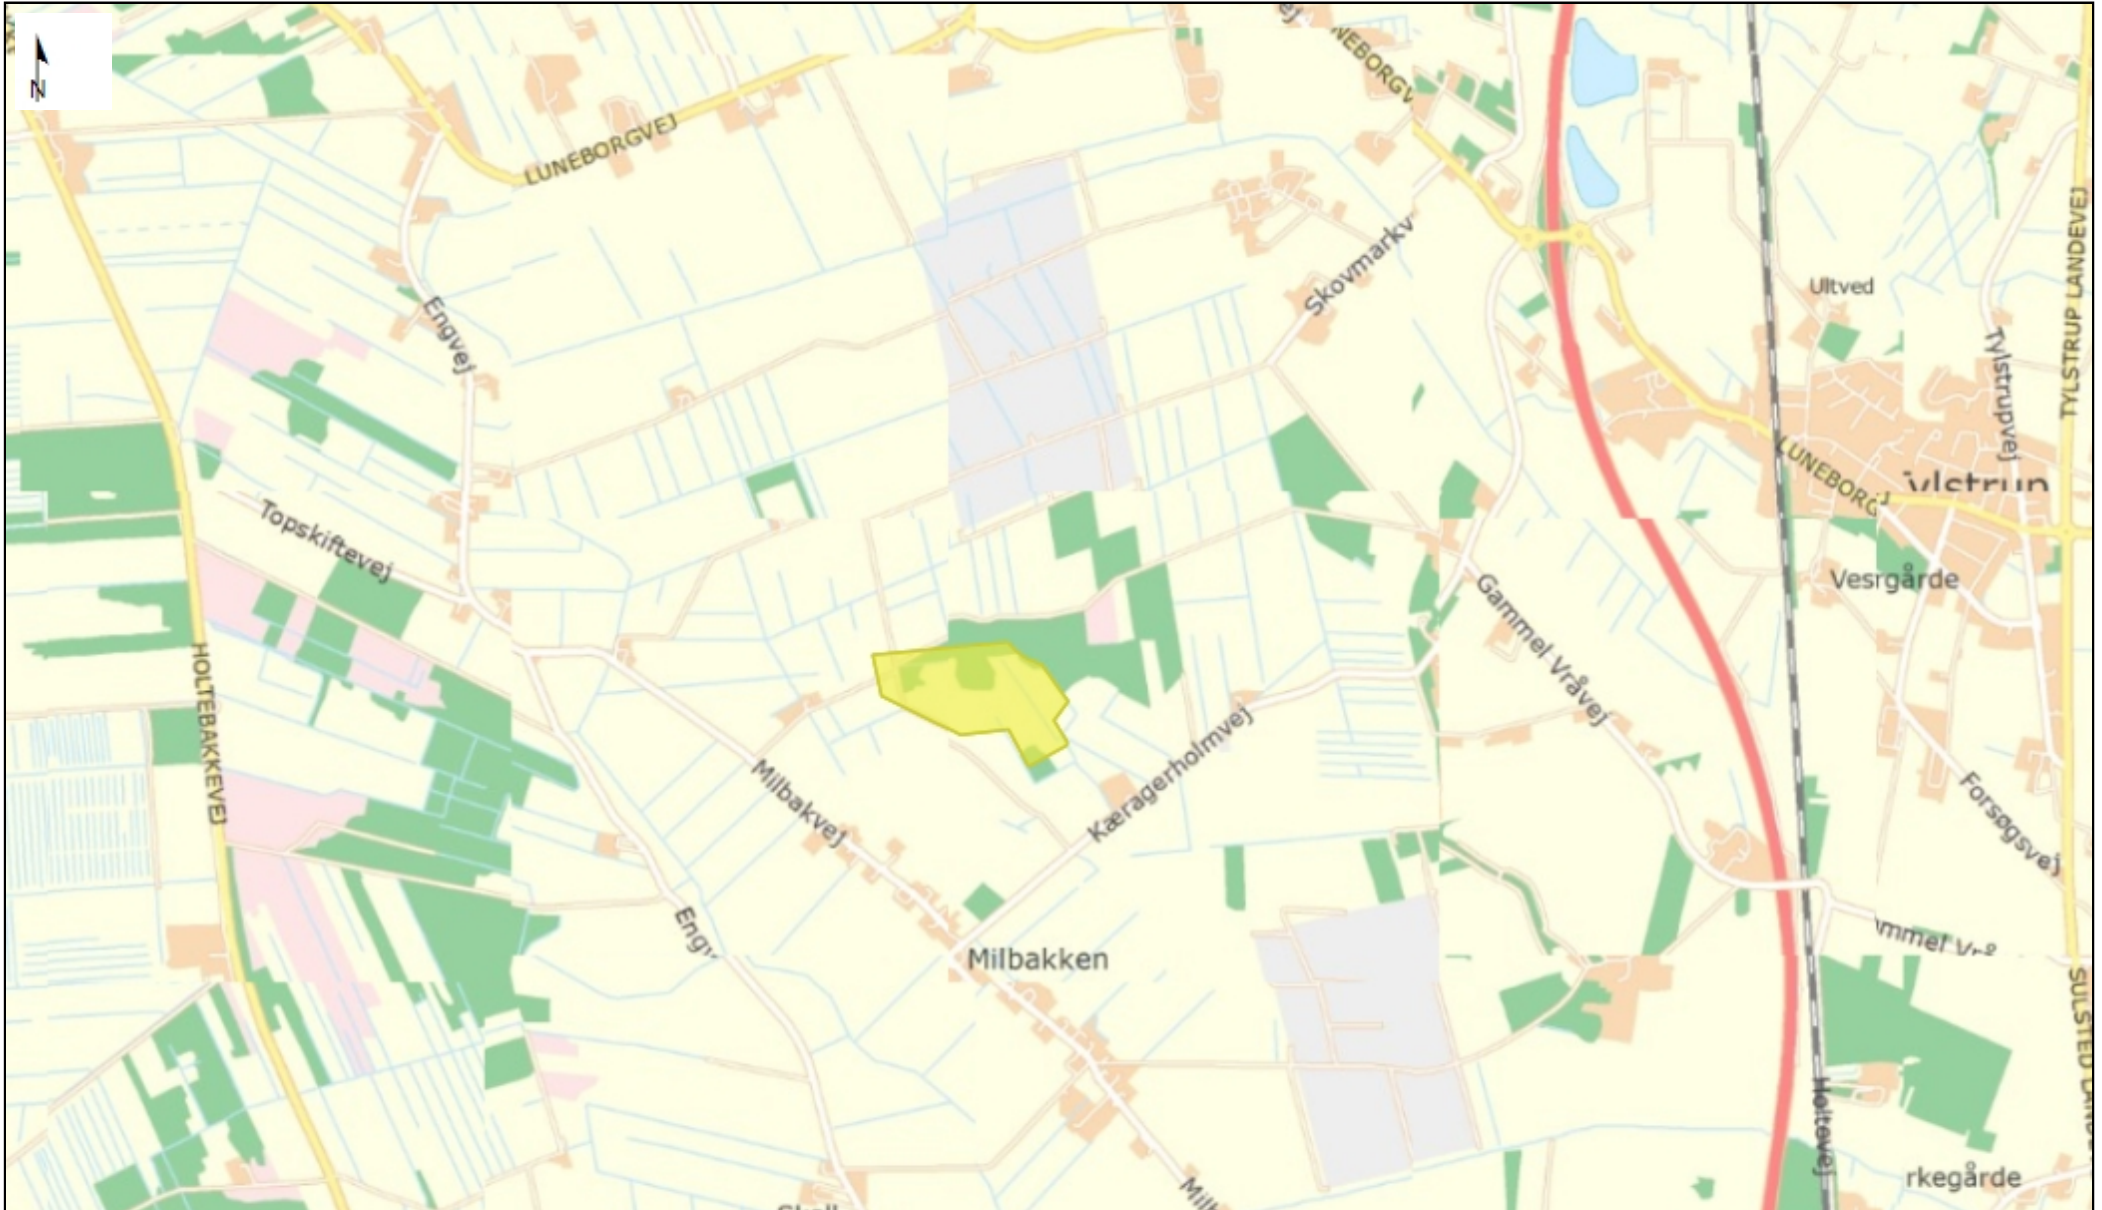 N
LUNEBORGVEJ
NEBORGV
Skovmarkv
Ultved
TYLSTRUP LANDEVEJ
Tylstrupvej
Engvej
LUNEBORG
Topskiftevej
Vesrgårde
Gammel Vråvej
HOLTEBAKKEVEJ
Kæragerholmvej
Milbakvej
Forsøgsvej
Milbakken
Holtevej
rkegårde